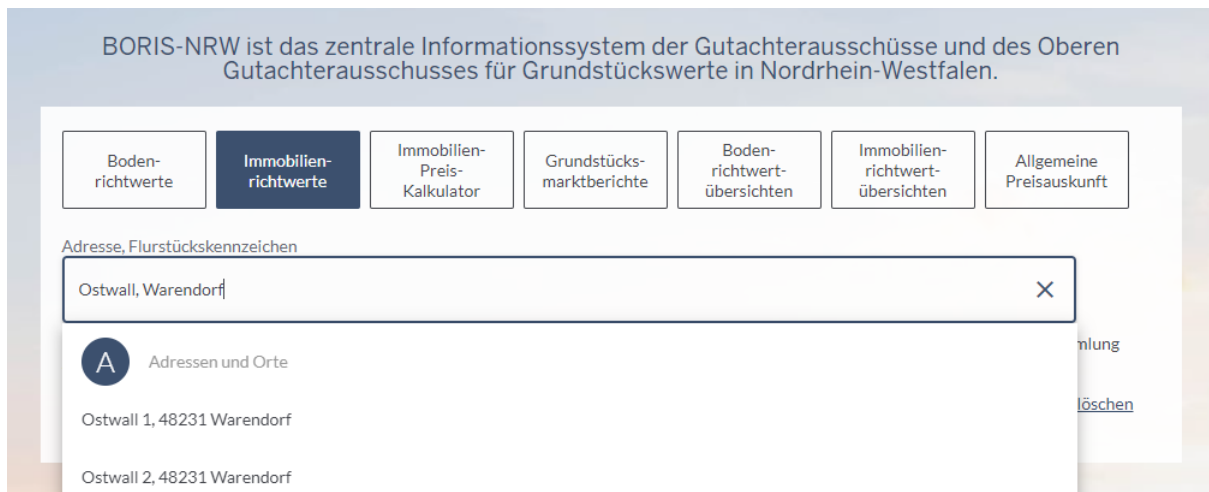 BORIS-NRW ist das zentrale Informationssystem der Gutachterausschüsse und des Oberen
Gutachterausschusses für Grundstückswerte in Nordrhein-Westfalen.
Boden-
richtwerte
Immobilien-
richtwerte
Immobilien-
Preis-
Kalkulator
Grundstücks-
marktberichte
Boden-
richtwert-
übersichten
Immobilien-
richtwert-
übersichten
Allgemeine
Preisauskunft
Adresse, Flurstückskennzeichen
Ostwall, Warendorf
A
Adressen und Orte
mlung
Ostwall 1, 48231 Warendorf
löschen
Ostwall 2, 48231 Warendorf